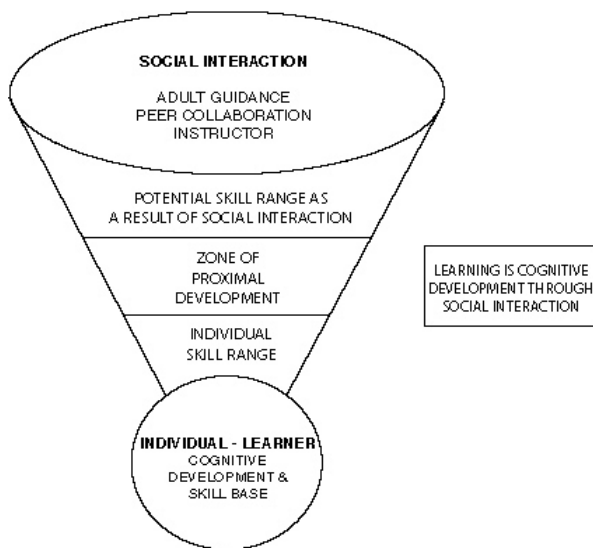 SOCIAL INTERACTION
ADULT GUIDANCE
PEER COLLABORATION
INSTRUCTOR
POTENTIAL SKILL RANGE AS
A RESULT OF SOCIAL INTERACTION
ZONE OF
PROXIMAL
DEVELOPMENT
INDIVIDUAL
SKILL RANGE
INDIVIDUAL - LEARNER
COGNITIVE
DEVELOPMENT &
SKILL BASE
LEARNING IS COGNITIVE
DEVELOPMENT THROUGH
SOCIAL INTERACTION